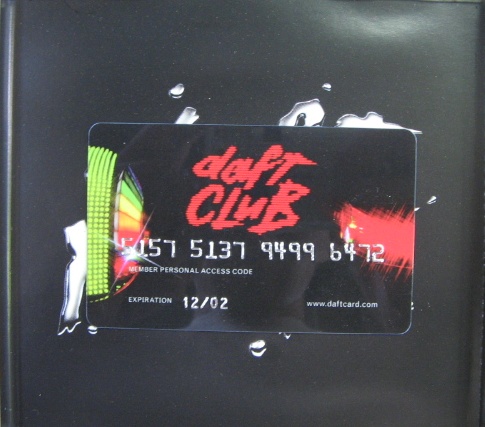 daft
CLUB
5157 5137 9499 6472
MEMBER PERSONAL ACCESS CODE
EXPIRATION 12/02
www.daftcard.com